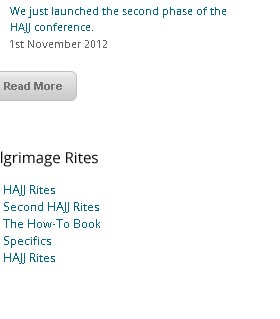 We just launched the second phase of the
HAJJ conference.
1st November 2012
Read More
lgrimage Rites
HAJJ Rites
Second HAJJ Rites
The How-To Book
Specifics
HAJJ Rites